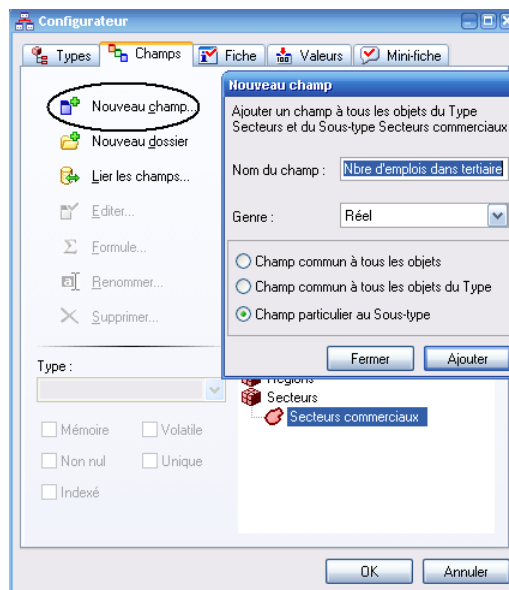 Configurateur
Types Champs Fiche Valeurs Mini-fiche
Nouveau champ...
Nouveau dossier
Lier les champs...
Editer...
Formule...
Renommer...
Supprimer...
Type :
Mémoire Volatile
Non nul Unique
Indexé
Nouveau champ
Ajouter un champ à tous les objets du Type
Secteurs et du Sous-type Secteurs commerciaux
Nom du champ : Nbre d'emplois dans tertiaire
Genre : Réel
Champ commun à tous les objets
Champ commun à tous les objets du Type
Champ particulier au Sous-type
Fermer Ajouter
Régions
Secteurs
Secteurs commerciaux
OK Annuler